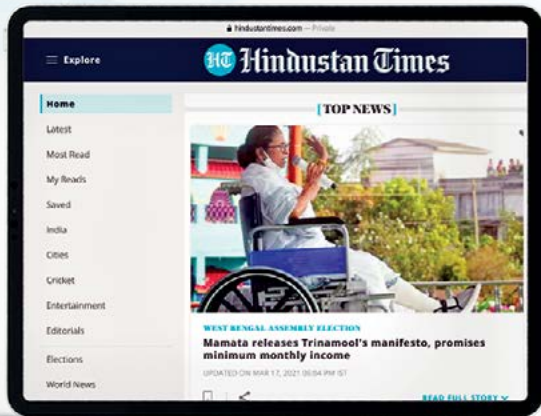 hindustantimes.com — Private
Explore
HT Hindustan Times
Home
Latest
Most Read
My Reads
Saved
India
Cities
Cricket
Entertainment
Editorials
Elections
World News
[TOP NEWS]
WEST BENGAL ASSEMBLY ELECTION
Mamata releases Trinamool's manifesto, promises
minimum monthly income
UPDATED ON MAR 17, 2021 06:04 PM IST
READ FULL STORY